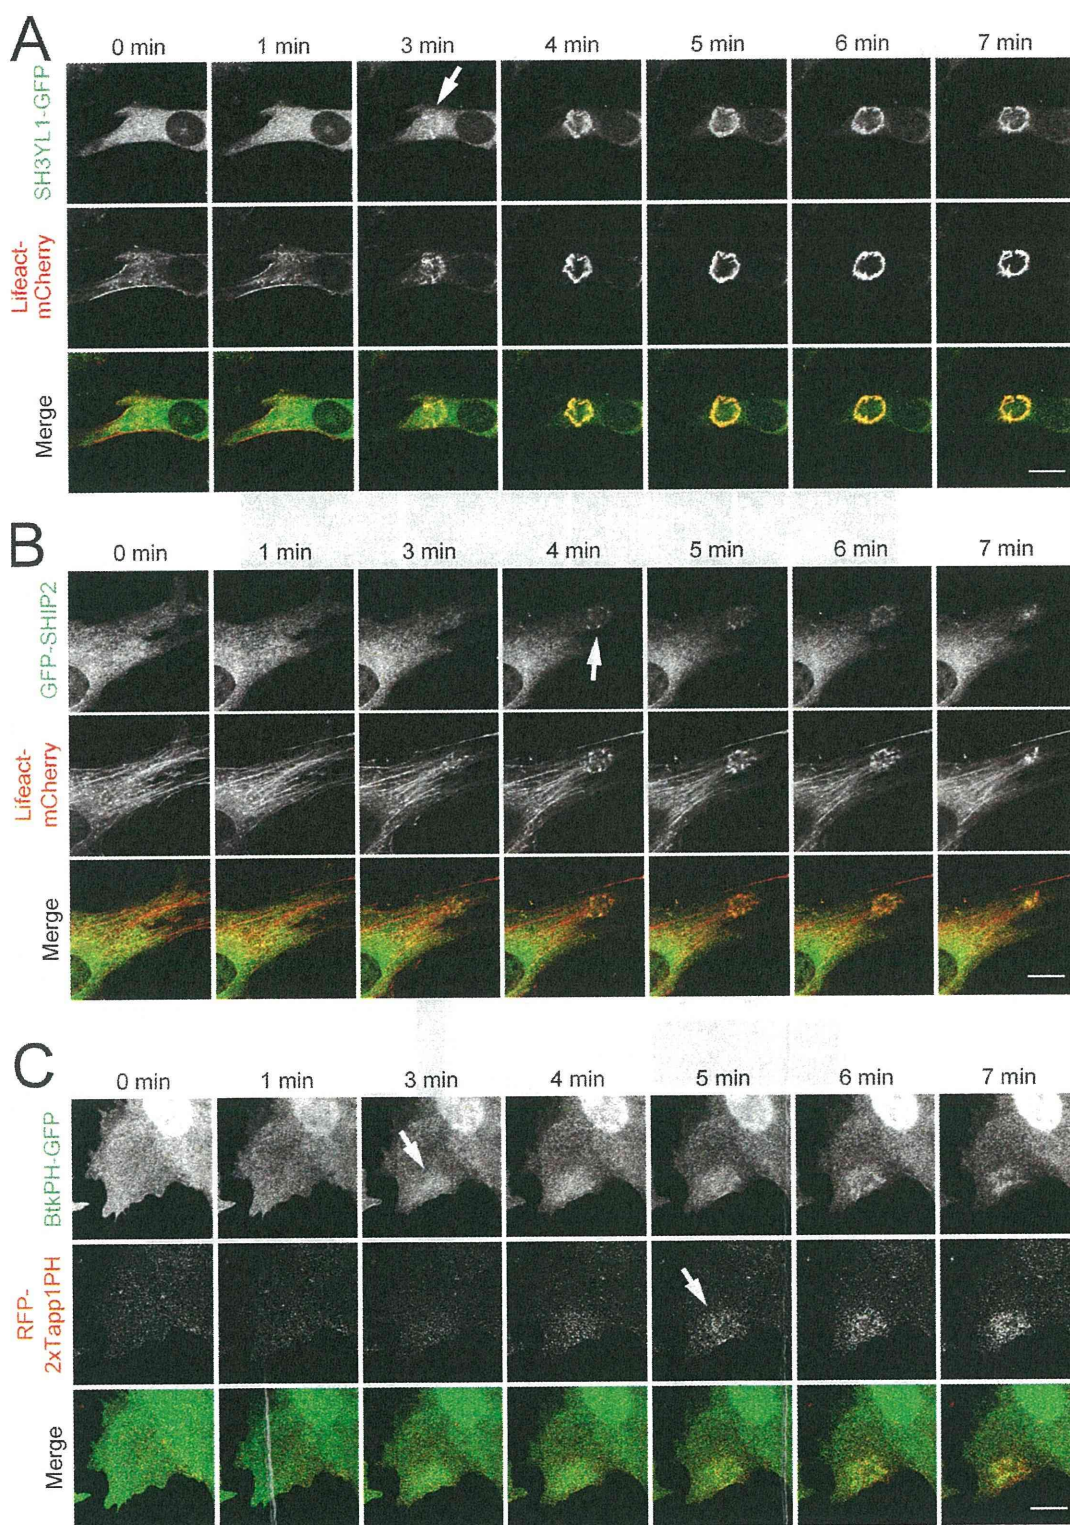 A
0 min 1 min 3 min 4 min 5 min 6 min 7 min
SH3YL1-GFP
Lifeact-
mCherry
Merge
B
0 min 1 min 3 min 4 min 5 min 6 min 7 min
GFP-SHIP2
Lifeact-
mCherry
Merge
C
0 min 1 min 3 min 4 min 5 min 6 min 7 min
BtkPH-GFP
RFP-
2xTapp1PH
Merge